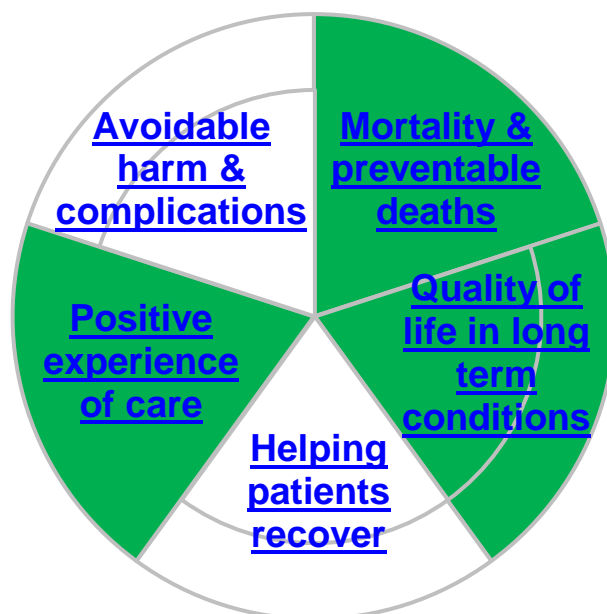 Avoidable
harm &
complications
Mortality &
preventable
deaths
Positive
experience
of care
Quality of
life in long
term
conditions
Helping
patients
recover